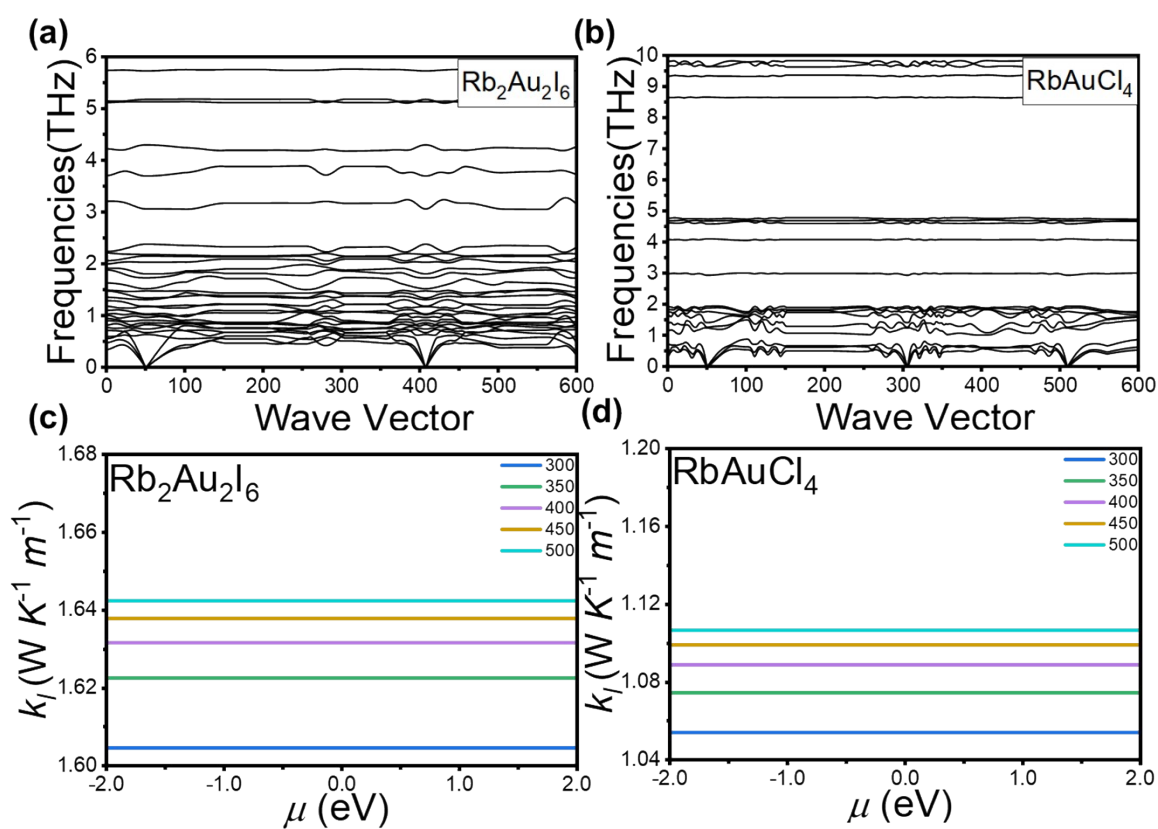 (a)
Rb2Au2I6
Frequencies(THz)
6
5
4
3
2
1
0
0 100 200 300 400 500 600
Wave Vector
(b)
RbAuCl4
Frequencies(THz)
10
9
8
7
6
5
4
3
2
1
0
0 100 200 300 400 500 600
Wave Vector
(c)
Rb2Au2I6
300
350
400
450
500
kl (W K-1 m-1)
1.68
1.66
1.64
1.62
1.60
-2.0 -1.0 0.0 1.0 2.0
μ (eV)
(d)
RbAuCl4
300
350
400
450
500
kl (W K-1 m-1)
1.20
1.16
1.12
1.08
1.04
-2.0 -1.0 0.0 1.0 2.0
μ (eV)